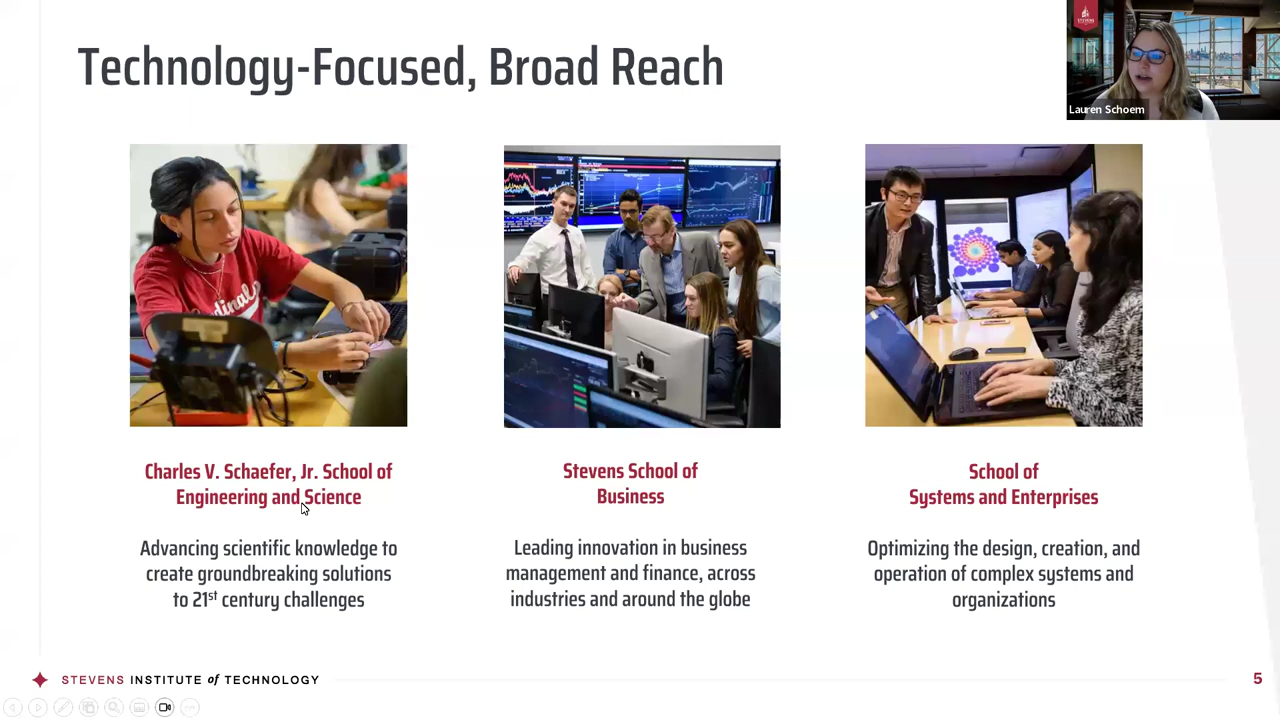 Technology-Focused, Broad Reach
Lauren Schoem
Charles V. Schaefer, Jr. School of
Engineering and Science
Advancing scientific knowledge to
create groundbreaking solutions
to 21st century challenges
Stevens School of
Business
Leading innovation in business
management and finance, across
industries and around the globe
School of
Systems and Enterprises
Optimizing the design, creation, and
operation of complex systems and
organizations
STEVENS INSTITUTE of TECHNOLOGY
5